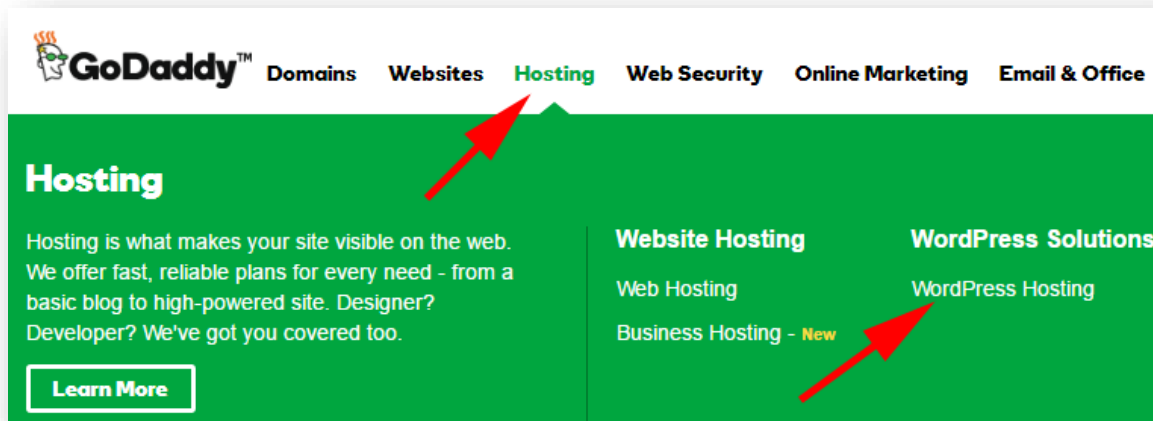 GoDaddy™ Domains Websites Hosting Web Security Online Marketing Email & Office
Hosting
Hosting is what makes your site visible on the web.
We offer fast, reliable plans for every need - from a
basic blog to high-powered site. Designer?
Developer? We've got you covered too.
Learn More
Website Hosting
Web Hosting
Business Hosting - New
WordPress Solutions
WordPress Hosting